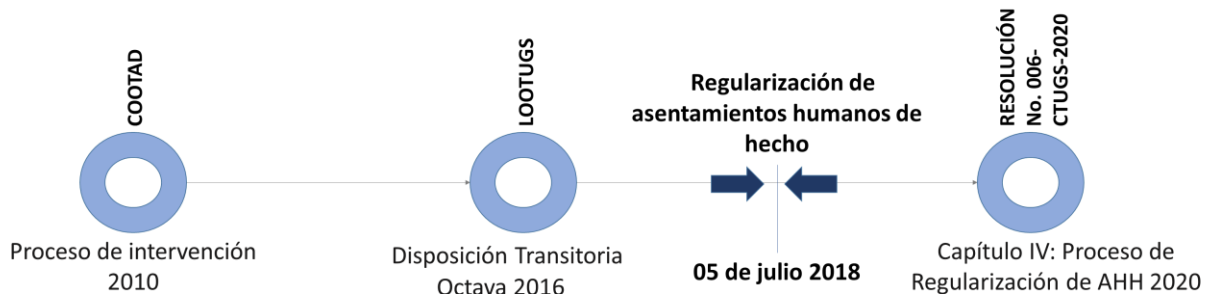 COOTAD
Proceso de intervención
2010
LOOTUGS
Disposición Transitoria
Octava 2016
Regularización de
asentamientos humanos de
hecho
05 de julio 2018
RESOLUCIÓN
No. 006-
CTUGS-2020
Capítulo IV: Proceso de
Regularización de AHH 2020